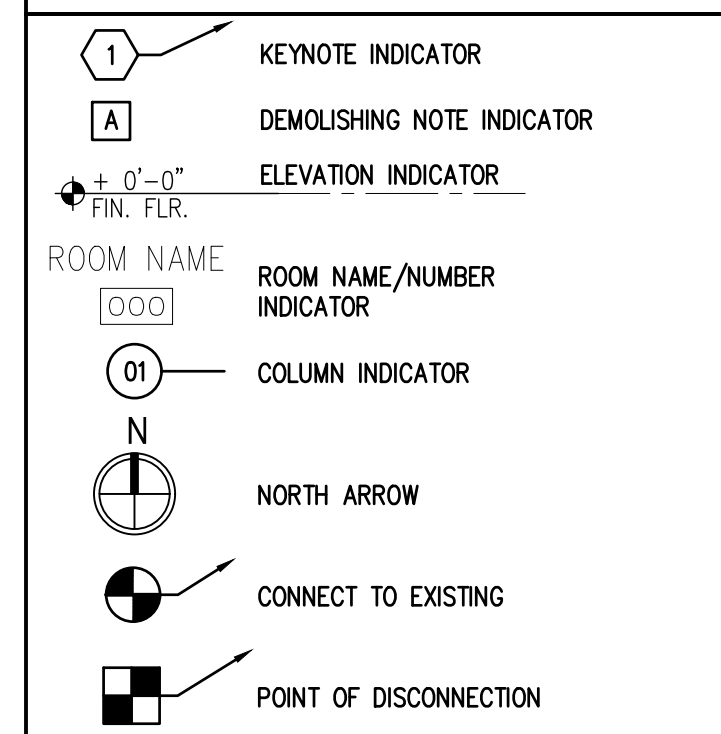 1 KEYNOTE INDICATOR
A DEMOLISHING NOTE INDICATOR
+ 0'-0" ELEVATION INDICATOR
FIN. FLR.
ROOM NAME
000
ROOM NAME/NUMBER
INDICATOR
01 COLUMN INDICATOR
N
NORTH ARROW
CONNECT TO EXISTING
POINT OF DISCONNECTION